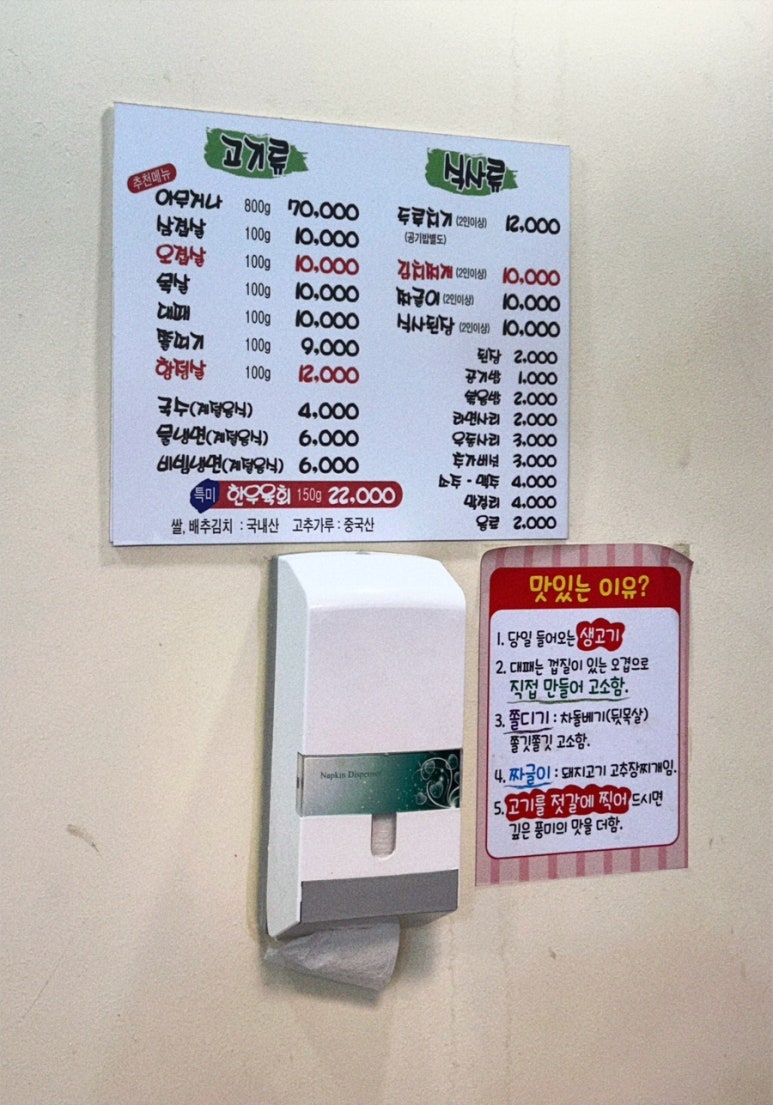 고기류
추천메뉴
아무거나 800g 70,000
삼겹살 100g 10,000
오겹살 100g 10,000
목살 100g 10,000
대패 100g 10,000
쫄띠기 100g 9,000
항정살 100g 12,000
국수(계절음식) 4,000
물냉면(계절음식) 6,000
비빔냉면(계절음식) 6,000
특미 한우육회 150g 22,000
쌀, 배추김치 : 국내산 고추가루 : 중국산
식사류
두루치기 (2인이상) 12,000
(공기밥별도)
김치찌게 (2인이상) 10,000
짜글이 (2인이상) 10,000
식사된장 (2인이상) 10,000
된장 2,000
공기밥 1,000
볶음밥 2,000
라면사리 2,000
우동사리 3,000
추가버섯 3,000
소주 - 맥주 4,000
막걸리 4,000
음료 2,000
Napkin Dispenser
맛있는 이유?
1. 당일 들어오는 생고기
2. 대패는 껍질이 있는 오겹으로
직접 만들어 고소함.
3. 쫄디기 : 차돌베기(뒷목살)
쫄깃쫄깃 고소함.
4. 짜글이 : 돼지고기 고추장찌개임.
5. 고기를 젓갈에 찍어 드시면
깊은 풍미의 맛을 더함.